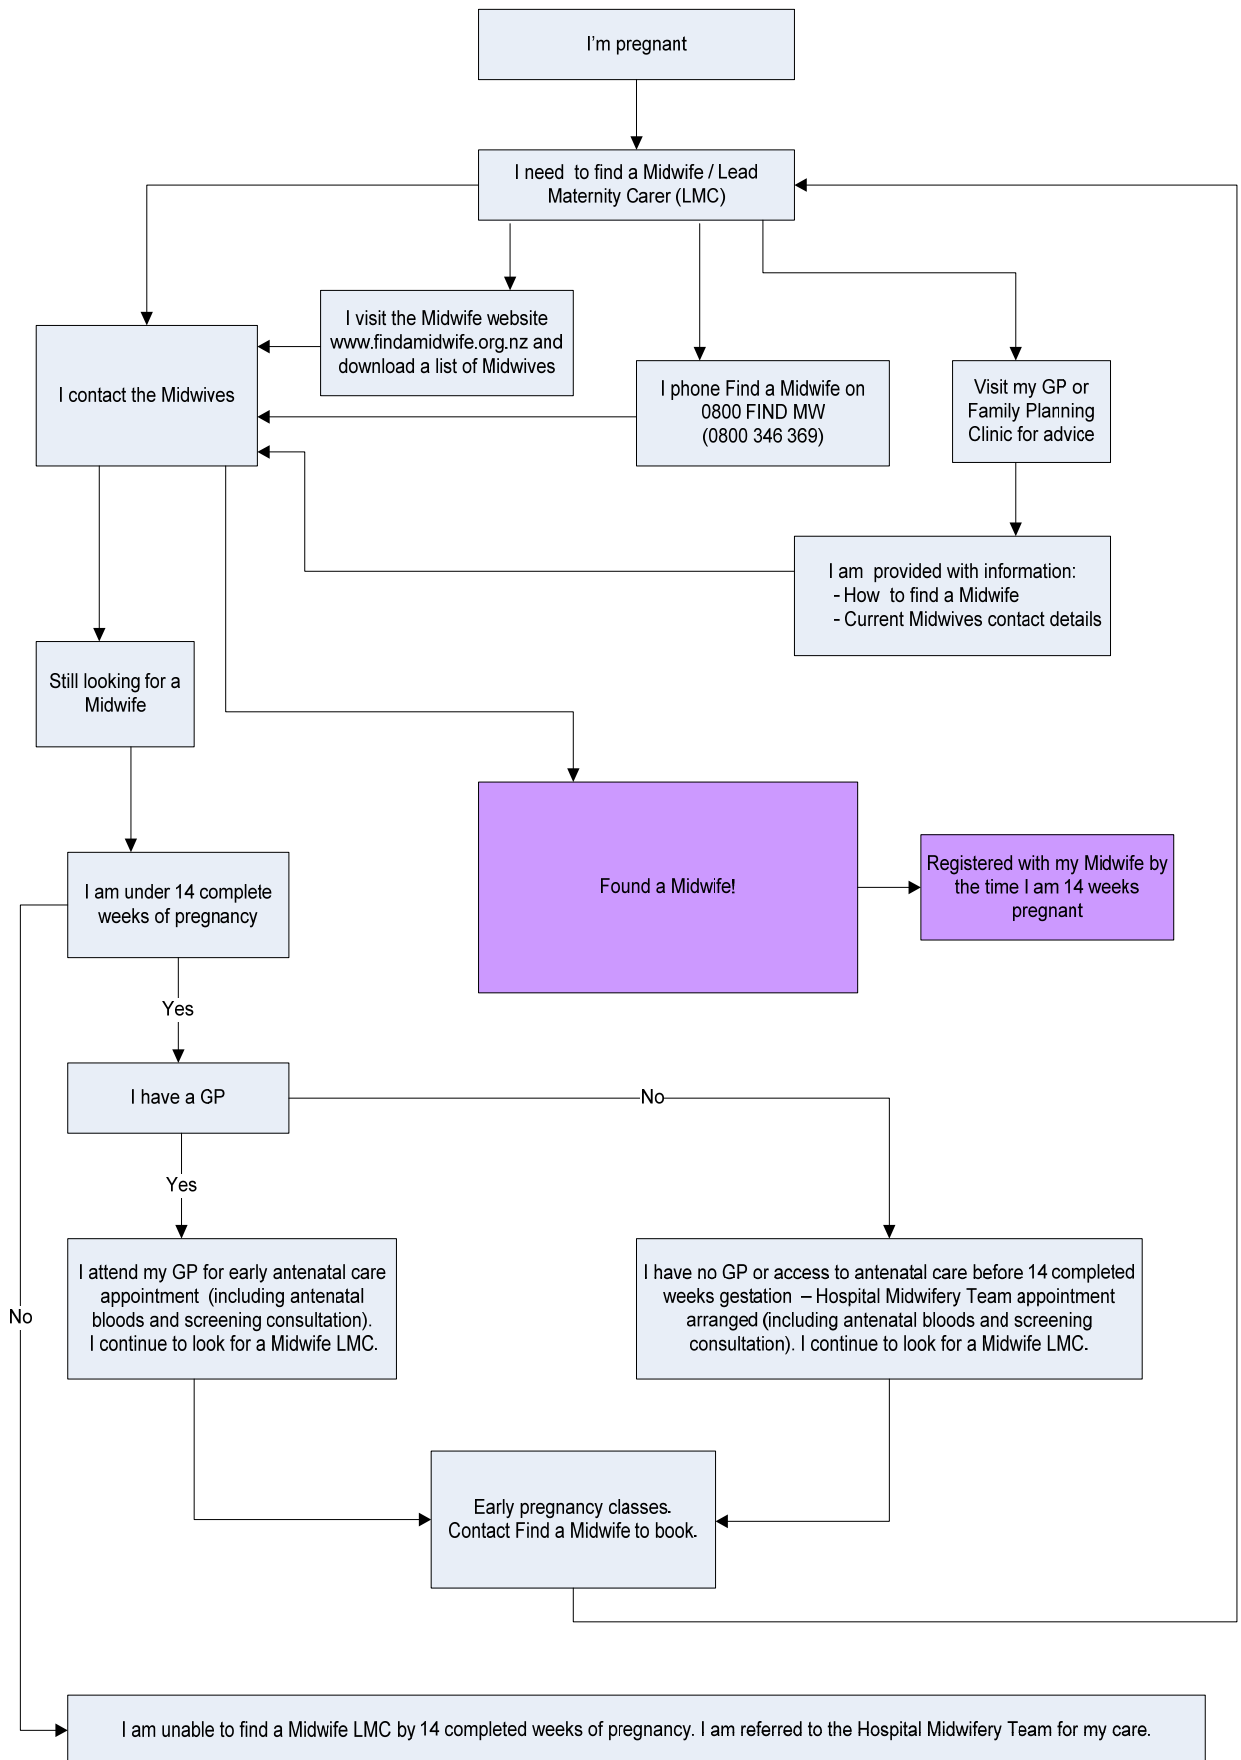 I'm pregnant
I need to find a Midwife / Lead
Maternity Carer (LMC)
I visit the Midwife website
www.findamidwife.org.nz and
download a list of Midwives
I contact the Midwives
I phone Find a Midwife on
0800 FIND MW
(0800 346 369)
Visit my GP or
Family Planning
Clinic for advice
I am provided with information:
- How to find a Midwife
- Current Midwives contact details
Still looking for a
Midwife
Found a Midwife!
Registered with my Midwife by
the time I am 14 weeks
pregnant
I am under 14 complete
weeks of pregnancy
Yes
I have a GP
No
Yes
I attend my GP for early antenatal care
appointment (including antenatal
bloods and screening consultation).
I continue to look for a Midwife LMC.
I have no GP or access to antenatal care before 14 completed
weeks gestation – Hospital Midwifery Team appointment
arranged (including antenatal bloods and screening
consultation). I continue to look for a Midwife LMC.
No
Early pregnancy classes.
Contact Find a Midwife to book.
I am unable to find a Midwife LMC by 14 completed weeks of pregnancy. I am referred to the Hospital Midwifery Team for my care.